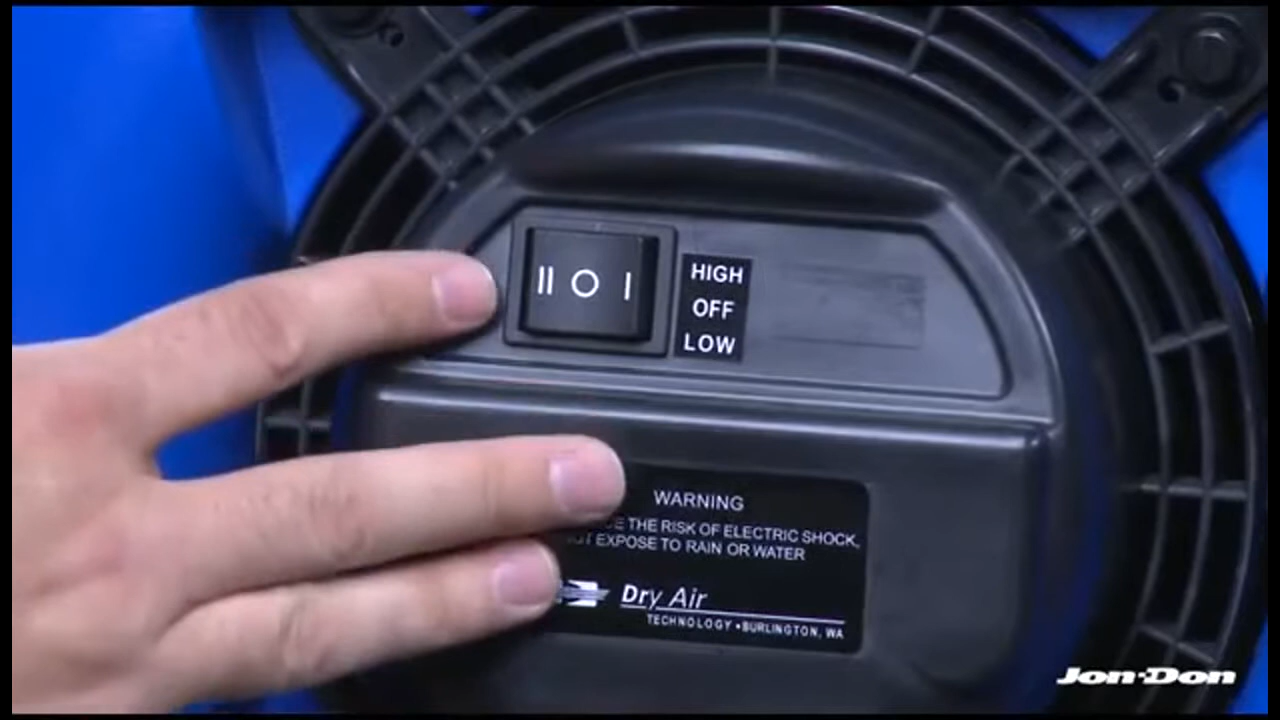 II O I
HIGH
OFF
LOW
WARNING
THE RISK OF ELECTRIC SHOCK,
EXPOSE TO RAIN OR WATER
Dry Air
TECHNOLOGY • BURLINGTON, WA
Jon-Don